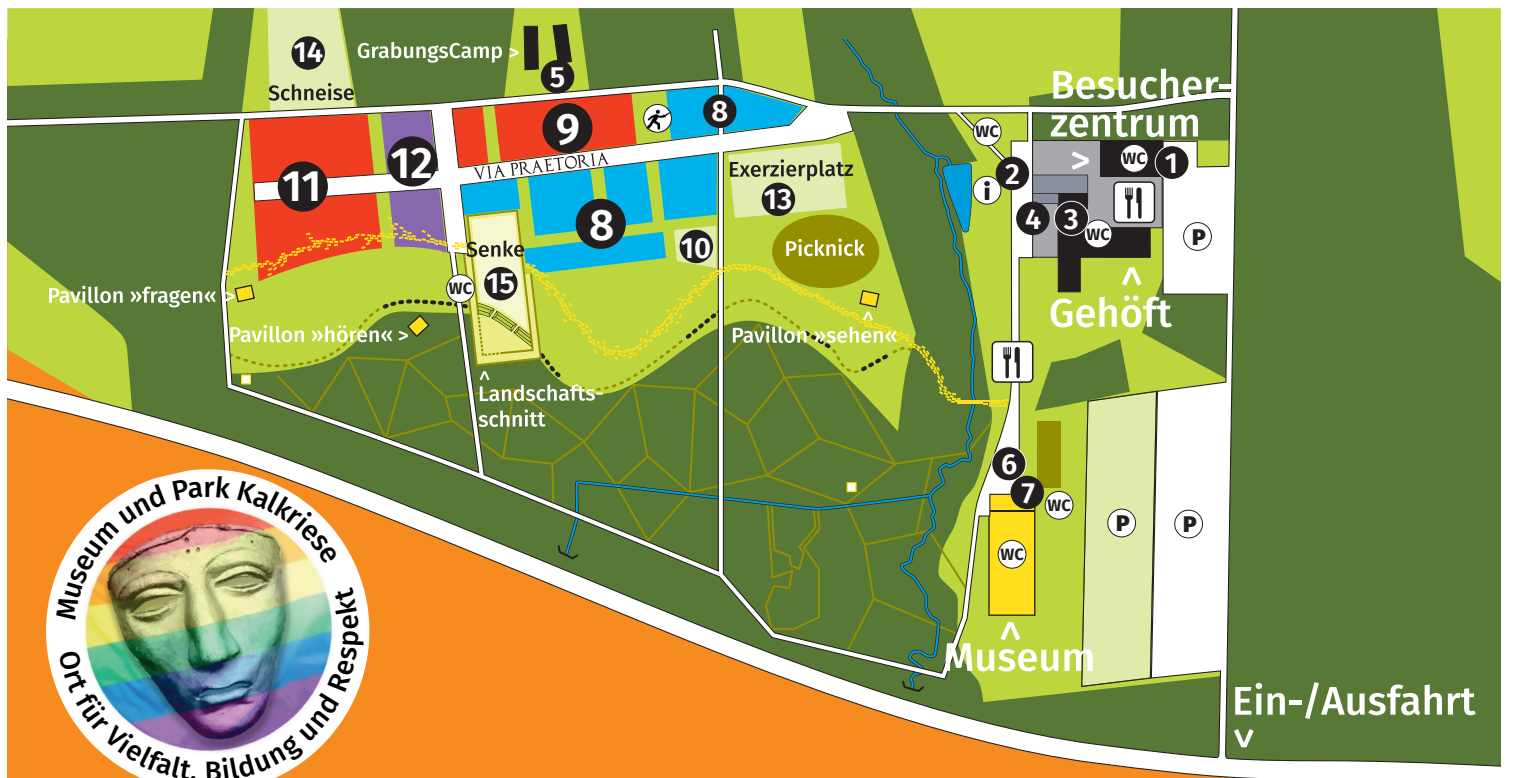 14
Schneise
GrabungsCamp >
5
9
8
11
12
VIA PRAETORIA
8
10
Exerzierplatz
13
Picknick
Senke
15
WC
Pavillon »fragen« >
Pavillon »hören« >
Pavillon »sehen«
^
^
Landschafts-
schnitt
Besucher-
zentrum
>
WC
1
WC
2
i
4
3
WC
P
^
Gehöft
6
7
WC
WC
P
P
^
Museum
Ein-/Ausfahrt
v
Museum und Park Kalkriese
Ort für Vielfalt, Bildung und Respekt